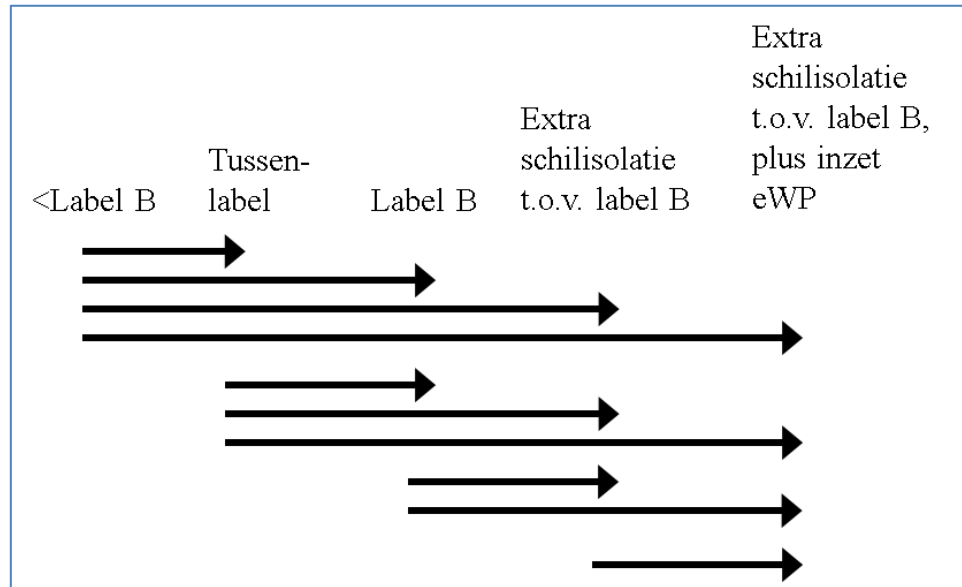 <Label B
Tussen-
label
Label B
Extra
schilisolatie
t.o.v. label B
Extra
schilisolatie
t.o.v. label B,
plus inzet
eWP